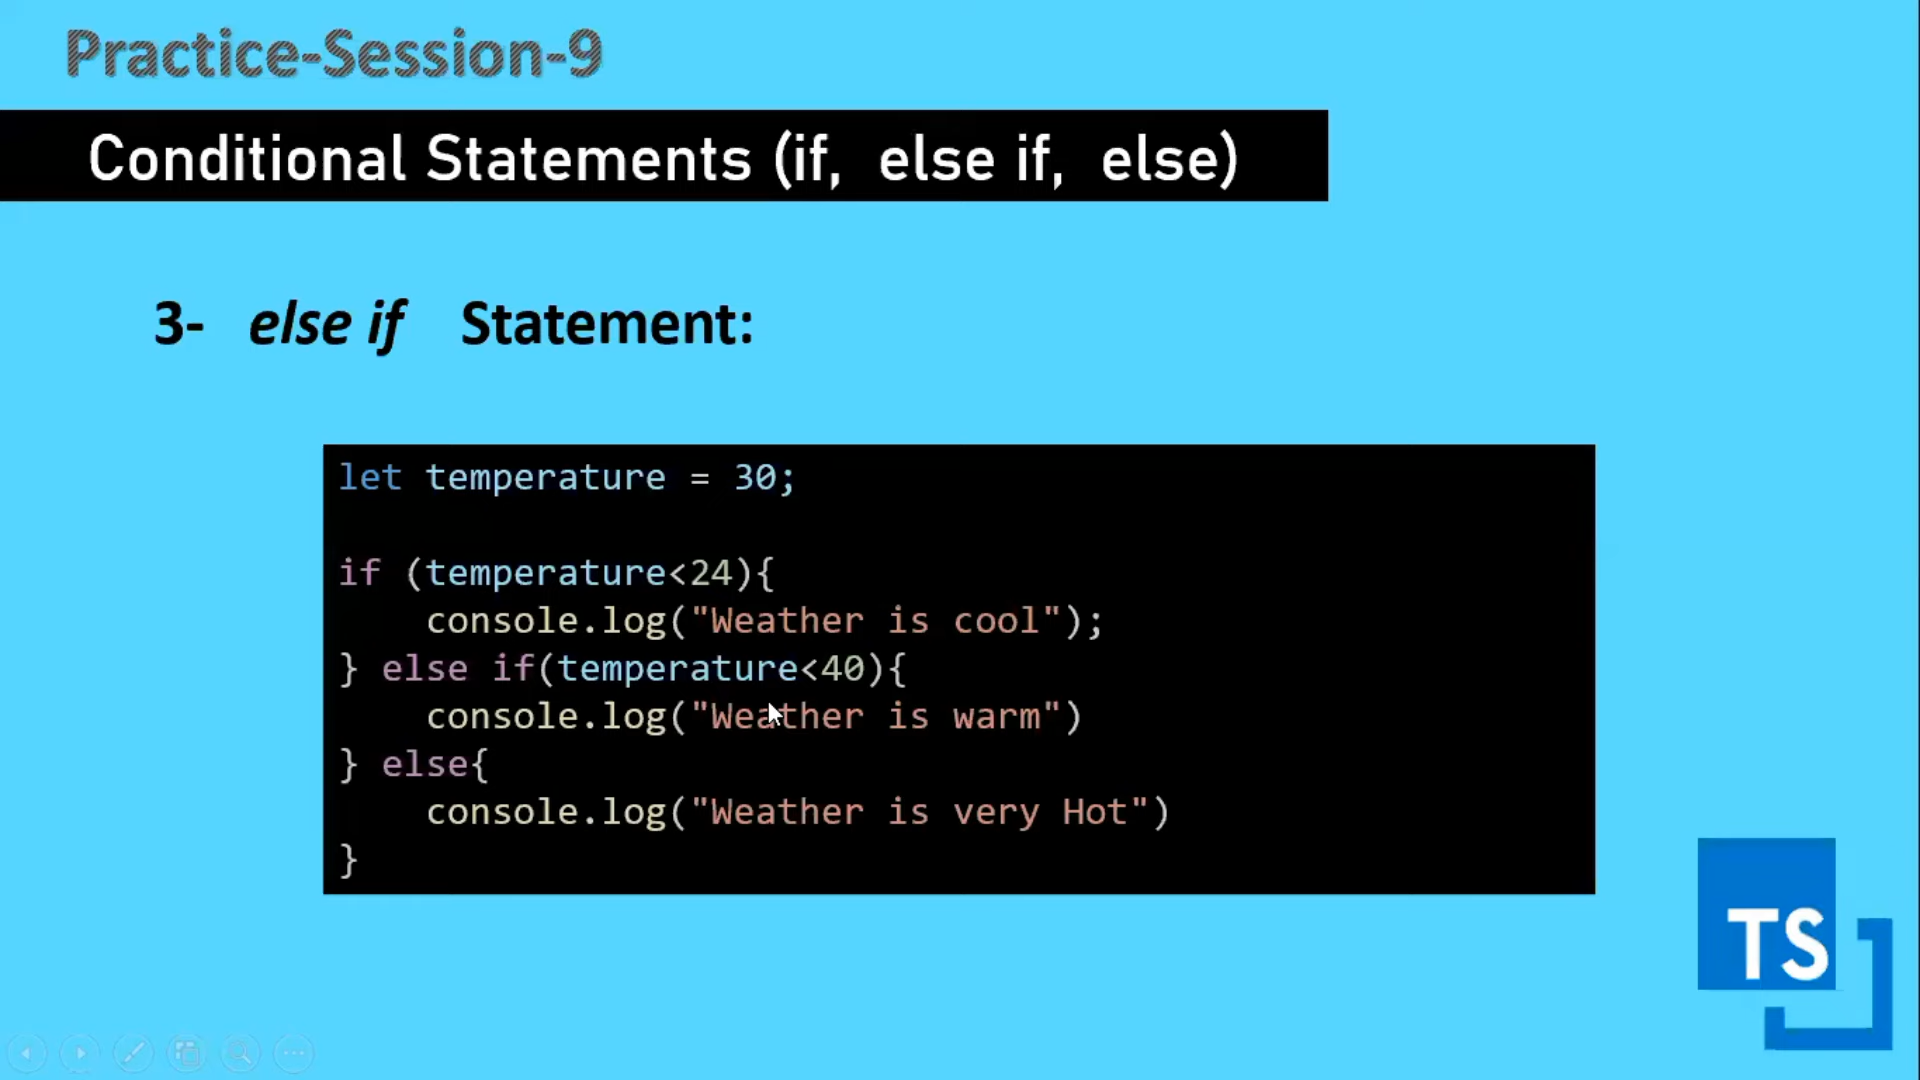 Practice-Session-9
Conditional Statements (if, else if, else)
3- else if Statement:
let temperature = 30;
if (temperature<24){
    console.log("Weather is cool");
} else if(temperature<40){
    console.log("Weather is warm")
} else{
    console.log("Weather is very Hot")
}
TS